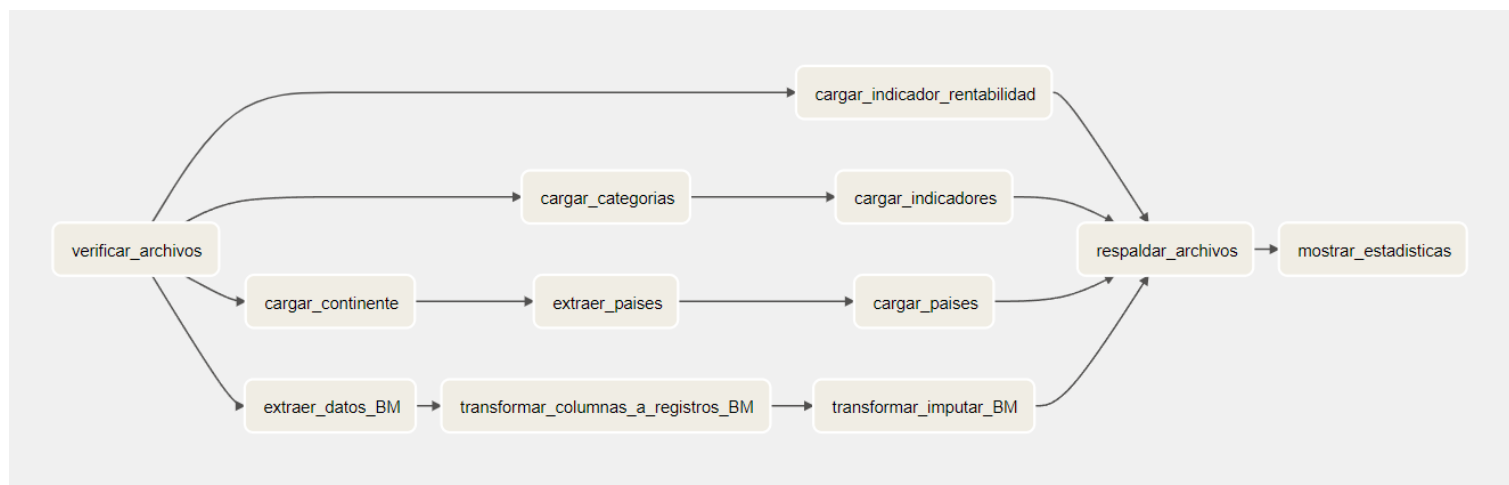 cargar_indicador_rentabilidad
cargar_categorias
cargar_indicadores
verificar_archivos
respaldar_archivos
mostrar_estadisticas
cargar_continente
extraer_paises
cargar_paises
extraer_datos_BM
transformar_columnas_a_registros_BM
transformar_imputar_BM